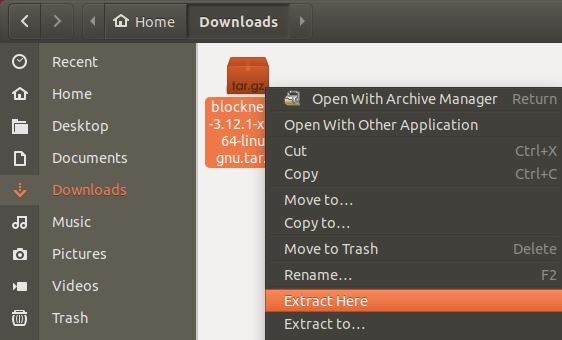 Home
Downloads
Recent
Home
Desktop
Documents
Downloads
Music
Pictures
Videos
Trash
tar.gz
-3.12.1-x
64-linu
gnu.tar.
Open With Archive Manager Return
Open With Other Application
Cut Ctrl+X
Copy Ctrl+C
Move to…
Copy to…
Move to Trash Delete
Rename… F2
Extract Here
Extract to…